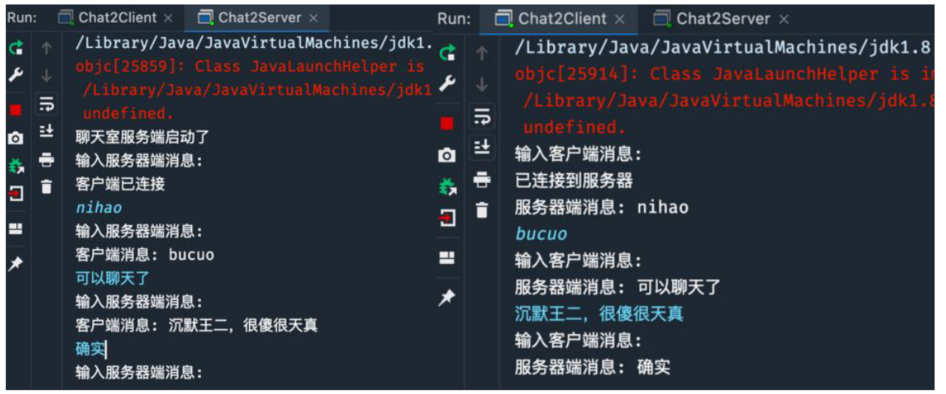 Run: Chat2Client × Chat2Server ×
/Library/Java/JavaVirtualMachines/jdk1.
objc[25859]: Class JavaLaunchHelper is
/Library/Java/JavaVirtualMachines/jdk1
undefined.
聊天室服务端启动了
输入服务器端消息:
客户端已连接
nihao
输入服务器端消息:
客户端消息: bucuo
可以聊天了
输入服务器端消息:
客户端消息: 沉默王二，很傻很天真
确实
输入服务器端消息:
Run: Chat2Client × Chat2Server ×
/Library/Java/JavaVirtualMachines/jdk1.8
objc[25914]: Class JavaLaunchHelper is i
/Library/Java/JavaVirtualMachines/jdk1.8
undefined.
输入客户端消息:
已连接到服务器
服务器端消息: nihao
bucuo
输入客户端消息:
服务器端消息: 可以聊天了
沉默王二，很傻很天真
输入客户端消息:
服务器端消息: 确实